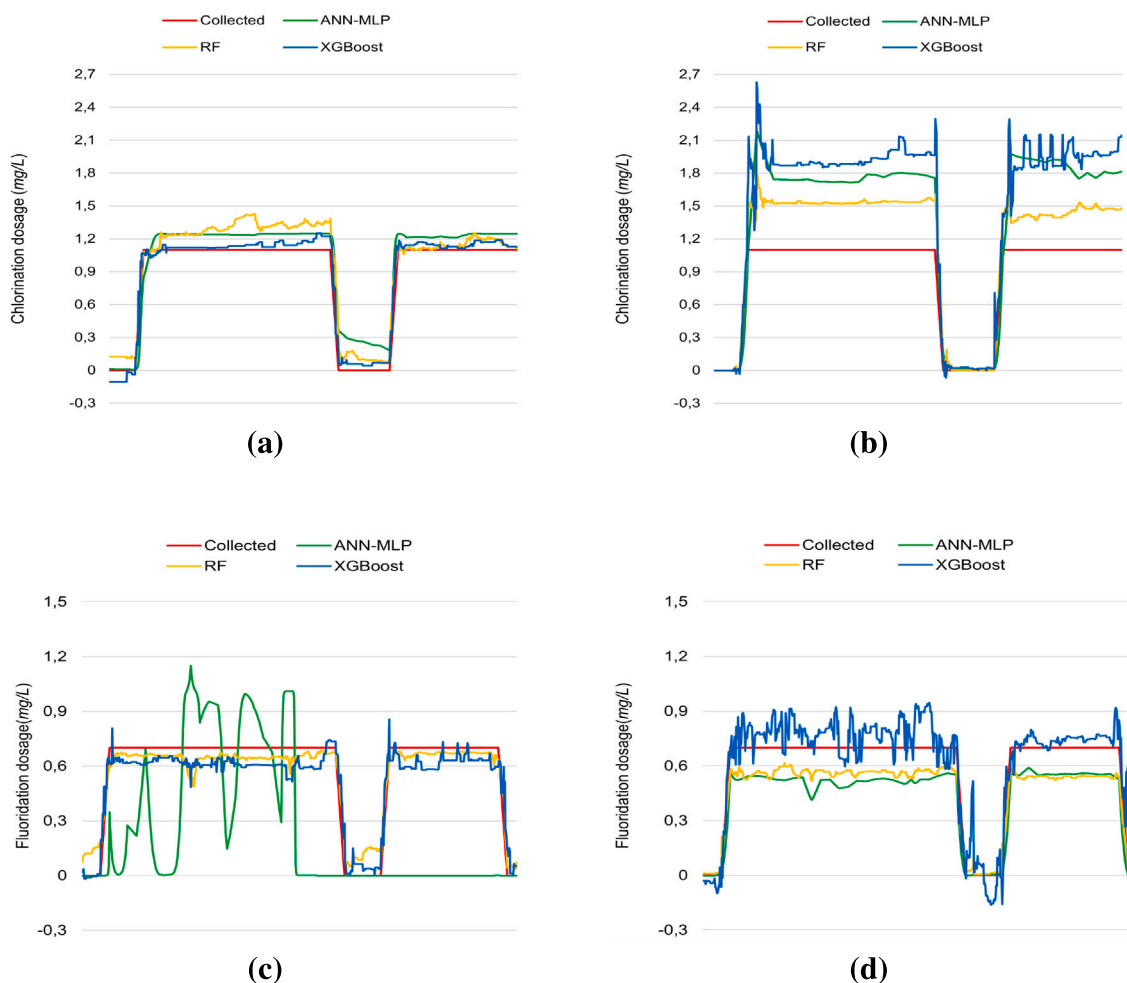 Collected ANN-MLP
RF XGBoost
Chlorination dosage (mg/L)
2,7
2,4
2,1
1,8
1,5
1,2
0,9
0,6
0,3
0
-0,3
(a)
Collected ANN-MLP
RF XGBoost
Chlorination dosage (mg/L)
2,7
2,4
2,1
1,8
1,5
1,2
0,9
0,6
0,3
0
-0,3
(b)
Collected ANN-MLP
RF XGBoost
Fluoridation dosage(mg/L)
1,5
1,2
0,9
0,6
0,3
0
-0,3
(c)
Collected ANN-MLP
RF XGBoost
Fluoridation dosage(mg/L)
1,5
1,2
0,9
0,6
0,3
0
-0,3
(d)